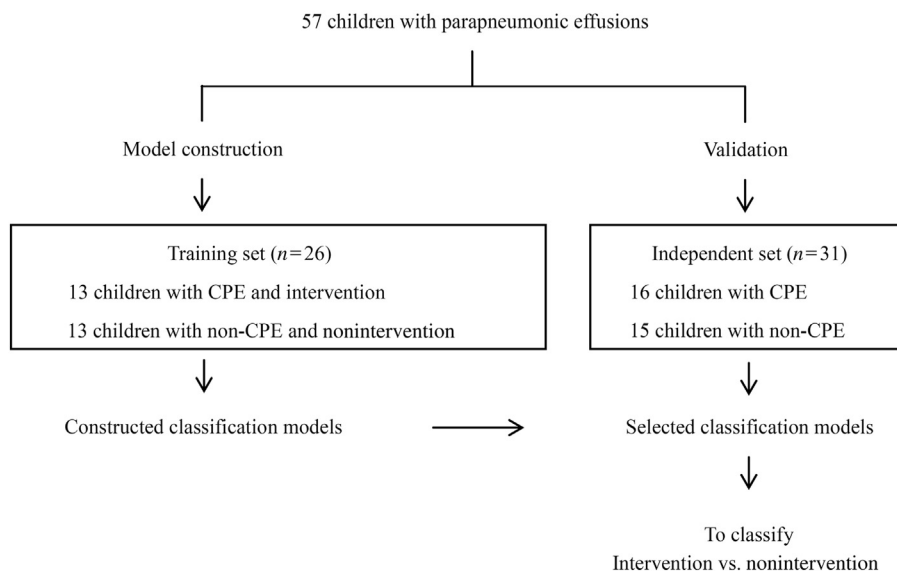 57 children with parapneumonic effusions
Model construction
Validation
Training set (n=26)
13 children with CPE and intervention
13 children with non-CPE and nonintervention
Independent set (n=31)
16 children with CPE
15 children with non-CPE
Constructed classification models
Selected classification models
To classify
Intervention vs. nonintervention